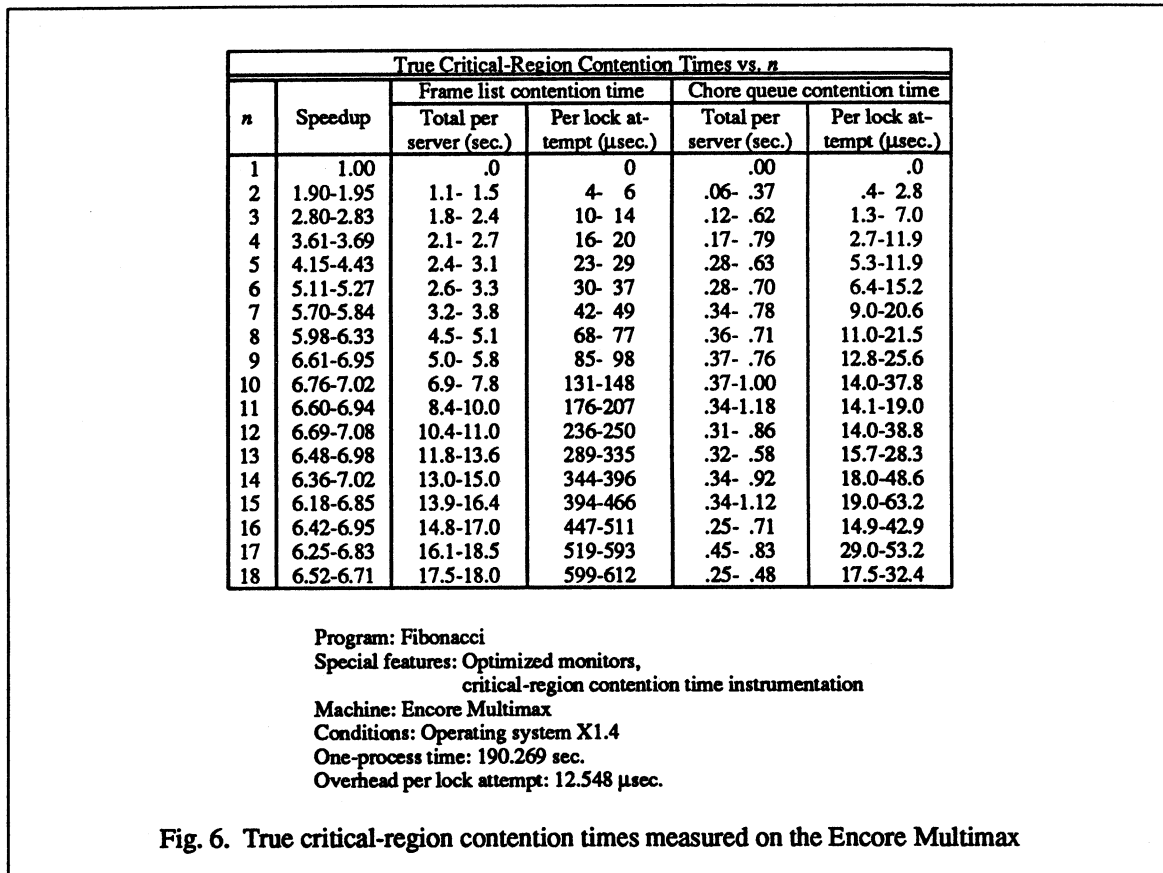 True Critical-Region Contention Times vs. n
Frame list contention time Chore queue contention time
n Speedup Total per Per lock at- Total per Per lock at-
server (sec.) tempt (µsec.) server (sec.) tempt (µsec.)
1 1.00 .0 0 .00 .0
2 1.90-1.95 1.1- 1.5 4- 6 .06- .37 .4- 2.8
3 2.80-2.83 1.8- 2.4 10- 14 .12- .62 1.3- 7.0
4 3.61-3.69 2.1- 2.7 16- 20 .17- .79 2.7-11.9
5 4.15-4.43 2.4- 3.1 23- 29 .28- .63 5.3-11.9
6 5.11-5.27 2.6- 3.3 30- 37 .28- .70 6.4-15.2
7 5.70-5.84 3.2- 3.8 42- 49 .34- .78 9.0-20.6
8 5.98-6.33 4.5- 5.1 68- 77 .36- .71 11.0-21.5
9 6.61-6.95 5.0- 5.8 85- 98 .37- .76 12.8-25.6
10 6.76-7.02 6.9- 7.8 131-148 .37-1.00 14.0-37.8
11 6.60-6.94 8.4-10.0 176-207 .34-1.18 14.1-19.0
12 6.69-7.08 10.4-11.0 236-250 .31- .86 14.0-38.8
13 6.48-6.98 11.8-13.6 289-335 .32- .58 15.7-28.3
14 6.36-7.02 13.0-15.0 344-396 .34- .92 18.0-48.6
15 6.18-6.85 13.9-16.4 394-466 .34-1.12 19.0-63.2
16 6.42-6.95 14.8-17.0 447-511 .25- .71 14.9-42.9
17 6.25-6.83 16.1-18.5 519-593 .45- .83 29.0-53.2
18 6.52-6.71 17.5-18.0 599-612 .25- .48 17.5-32.4
Program: Fibonacci
Special features: Optimized monitors,
critical-region contention time instrumentation
Machine: Encore Multimax
Conditions: Operating system X1.4
One-process time: 190.269 sec.
Overhead per lock attempt: 12.548 µsec.
Fig. 6. True critical-region contention times measured on the Encore Multimax